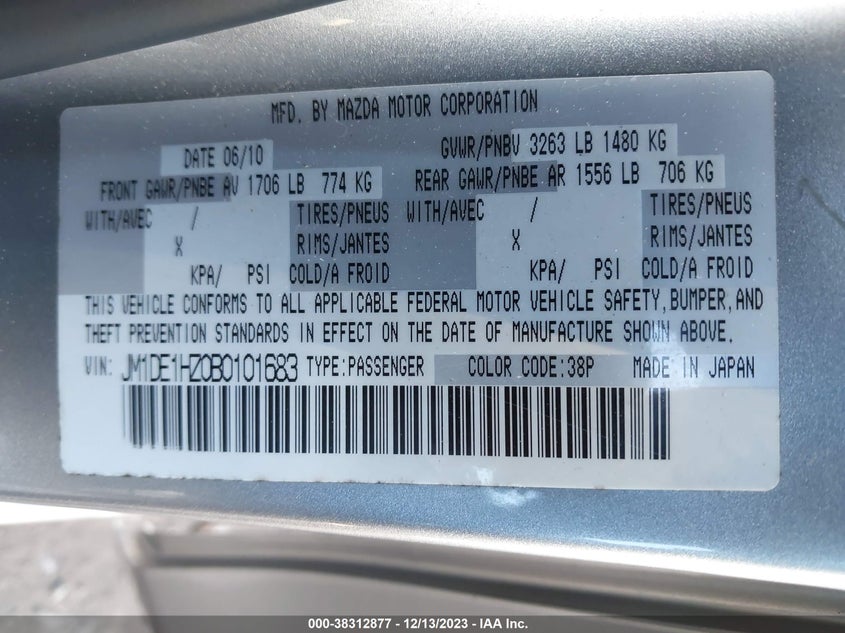 MFD. BY MAZDA MOTOR CORPORATION
DATE 06/10 GVWR/PNBV 3263 LB 1480 KG
FRONT GAWR/PNBE AV 1706 LB 774 KG REAR GAWR/PNBE AR 1556 LB 706 KG
WITH/AVEC / TIRES/PNEUS WITH/AVEC / TIRES/PNEUS
X RIMS/JANTES X RIMS/JANTES
KPA/ PSI COLD/A FROID KPA/ PSI COLD/A FROID
THIS VEHICLE CONFORMS TO ALL APPLICABLE FEDERAL MOTOR VEHICLE SAFETY, BUMPER, AND
THEFT PREVENTION STANDARDS IN EFFECT ON THE DATE OF MANUFACTURE SHOWN ABOVE.
VIN: JM1DE1HZ0B0101683 TYPE:PASSENGER COLOR CODE:38P MADE IN JAPAN
000-38312877 - 12/13/2023 - IAA Inc.